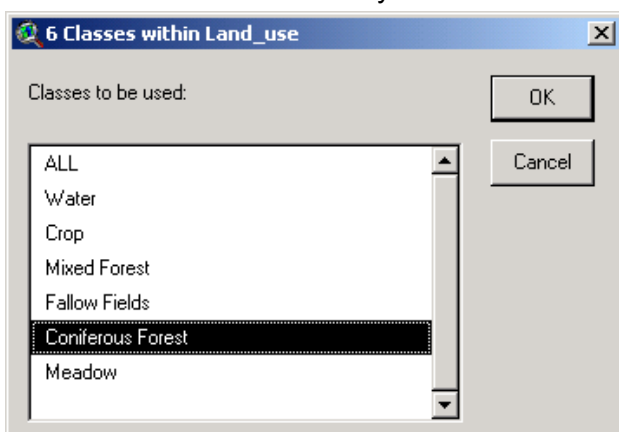 6 Classes within Land_use
Classes to be used:
OK
Cancel
ALL
Water
Crop
Mixed Forest
Fallow Fields
Coniferous Forest
Meadow